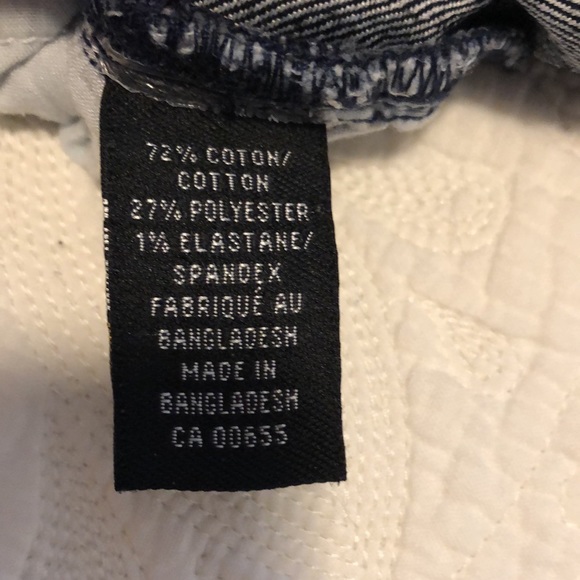 72% COTON/
COTTON
27% POLYESTER
1% ELASTANE/
SPANDEX
FABRIQUÉ AU
BANGLADESH
MADE IN
BANGLADESH
CA 00655